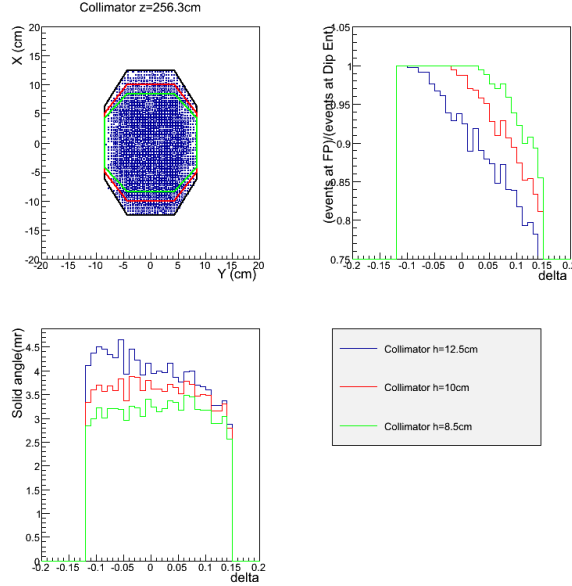 Collimator z=256.3cm
X (cm)
20
15
10
5
0
-5
-10
-15
-20
-20 -15 -10 -5 0 5 10 15 20
Y (cm)
(events at FP)/(events at Dip Ent)
1.05
1
0.95
0.9
0.85
0.8
0.75
-0.2 -0.15 -0.1 -0.05 0 0.05 0.1 0.15 0.2
delta
Solid angle(mr)
4.5
4
3.5
3
2.5
2
1.5
1
0.5
0
-0.2 -0.15 -0.1 -0.05 0 0.05 0.1 0.15 0.2
delta
Collimator h=12.5cm
Collimator h=10cm
Collimator h=8.5cm